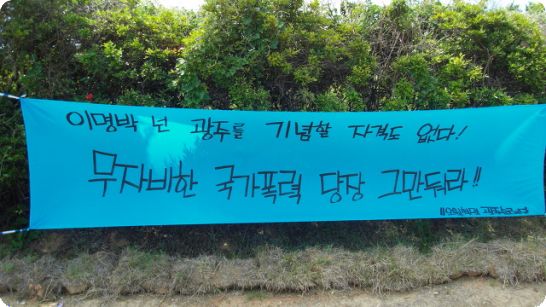 이명박 넌 광주를 기념할 자격도 없다!
무자비한 국가폭력 당장 그만둬라!!